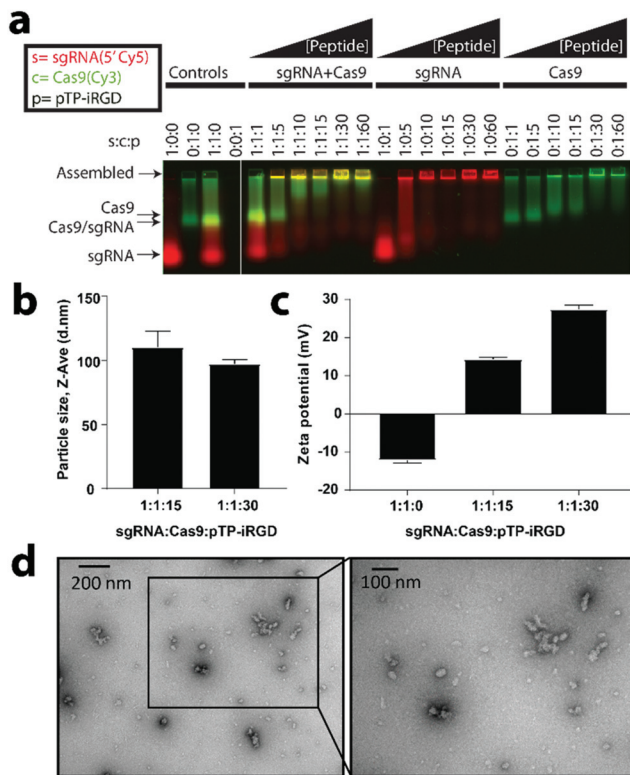 a
s= sgRNA(5'Cy5)
c= Cas9(Cy3)
p= pTP-iRGD
[Peptide] [Peptide] [Peptide]
Controls sgRNA+Cas9 sgRNA Cas9
s:c:p 1:0:0 0:1:0 1:1:0 0:0:1 1:1:1 1:1:5 1:1:10 1:1:15 1:1:30 1:1:60 1:0:1 1:0:5 1:0:10 1:0:15 1:0:30 1:0:60 0:1:1 0:1:5 0:1:10 0:1:15 0:1:30 0:1:60
Assembled
Cas9
Cas9/sgRNA
sgRNA
b
Particle size, Z-Ave (d.nm)
150
100
50
0
1:1:15 1:1:30
sgRNA:Cas9:pTP-iRGD
c
Zeta potential (mV)
30
20
10
0
-10
-20
1:1:0 1:1:15 1:1:30
sgRNA:Cas9:pTP-iRGD
d
200 nm
100 nm